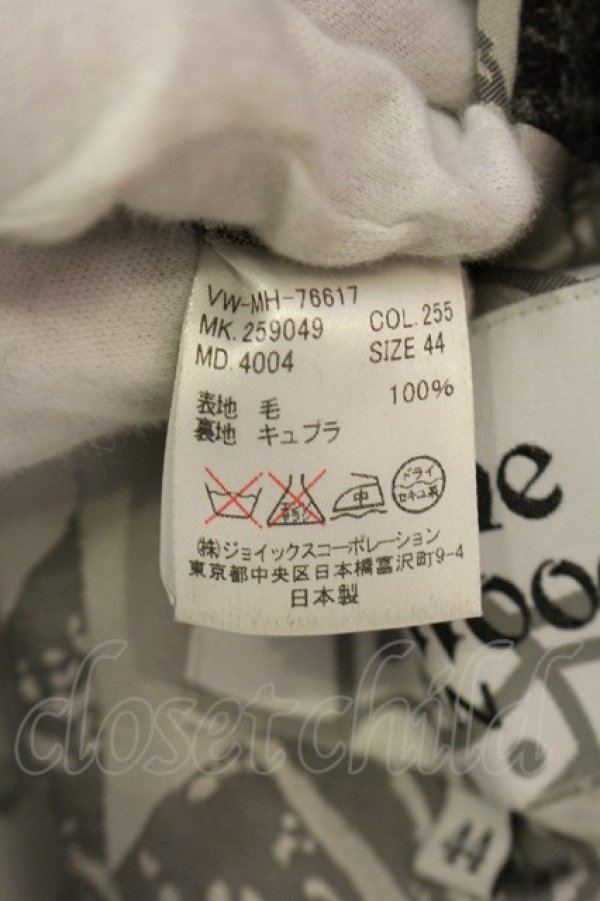 VW-MH-76617
MK. 259049 COL. 255
MD. 4004 SIZE 44
表地 毛 100%
裏地 キュプラ
中
ドライ
セキユ系
(株)ジョイックスコーポレーション
東京都中央区日本橋富沢町9-4
日本製
closet child
44